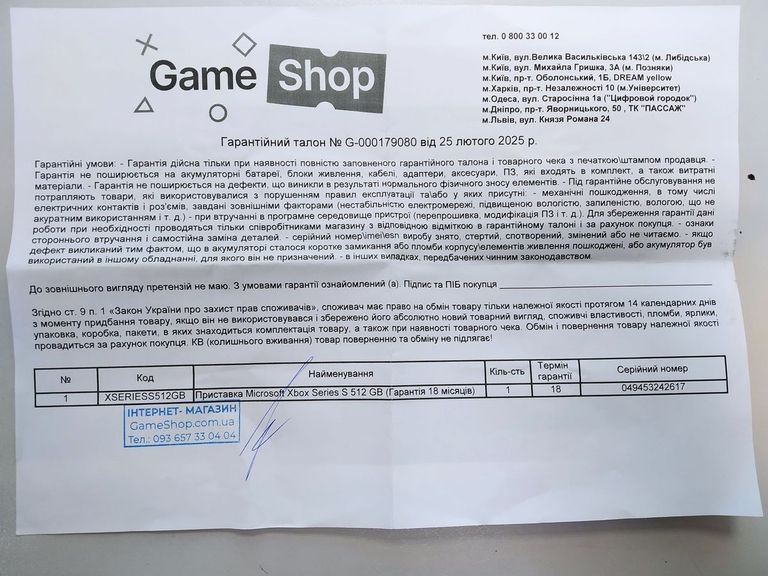 Game Shop
тел. 0 800 33 00 12
м.Київ, вул.Велика Васильківська 143\2 (м. Либідська)
м.Київ, вул. Михайла Гришка, 3А (м. Позняки)
м.Київ, пр-т. Оболонський, 1Б, DREAM yellow
м.Харків, пр-т. Незалежності 10 (м.Університет)
м.Одеса, вул. Старосінна 1а ("Цифровой городок")
м.Дніпро, пр-т. Яворницького, 50 , ТК "ПАССАЖ"
м.Львів, вул. Князя Романа 24
Гарантійний талон № G-000179080 від 25 лютого 2025 р.
Гарантійні умови: - Гарантія дійсна тільки при наявності повністю заповненого гарантійного талона і товарного чека з печаткою\штампом продавця. -
Гарантія не поширюється на акумуляторні батареї, блоки живлення, кабелі, адаптери, аксесуари, ПЗ, які входять в комплект, а також витратні
матеріали. - Гарантія не поширюється на дефекти, що виникли в результаті нормального фізичного зносу елементів. - Під гарантійне обслуговування не
потрапляють товари, які використовувалися з порушенням правил експлуатації та\або у яких присутні: - механічні пошкодження, в тому числі
електричних контактів і роз'ємів, завдані зовнішніми факторами (нестабільністю електромережі, підвищеною вологістю, запиленістю, вологою, що не
акуратним використанням і т. д.) - при втручанні в програмне середовище пристрої (перепрошивка, модифікація ПЗ і т. д.). Для збереження гарантії дані
роботи при необхідності проводяться тільки співробітниками магазину з відповідною відміткою в гарантійному талоні і за рахунок покупця. - ознаки
стороннього втручання і самостійна заміна деталей. - серійний номер\imei\esn виробу знято, стертий, спотворений, змінений або не читаємо. - якщо
дефект викликаний тим фактом, що в акумуляторі сталося коротке замикання або пломби корпусу\елементів живлення пошкоджені, або акумулятор був
використаний в іншому обладнанні, для якого він не призначений. - в інших випадках, передбачених чинним законодавством.
До зовнішнього вигляду претензій не маю. З умовами гарантії ознайомлений (а). Підпис та ПІБ покупця
Згідно ст. 9 п. 1 «Закон України про захист прав споживачів», споживач має право на обмін товару тільки належної якості протягом 14 календарних днів
з моменту придбання товару, якщо він не використовувався і збережено його абсолютно новий товарний вигляд, споживчі властивості, пломби, ярлики,
упаковка, коробка, пакети, в яких знаходиться комплектація товару, а також при наявності товарного чека. Обмін і повернення товару належної якості
провадиться за рахунок покупця. КВ (колишнього вживання) товар поверненню та обміну не підлягає!
№ Код Найменування Кіль-сть Термін гарантії Серійний номер
1 XSERIESS512GB Приставка Microsoft Xbox Series S 512 GB (Гарантія 18 місяців) 1 18 049453242617
ІНТЕРНЕТ- МАГАЗИН
GameShop.com.ua
Тел.: 093 657 33 04 04